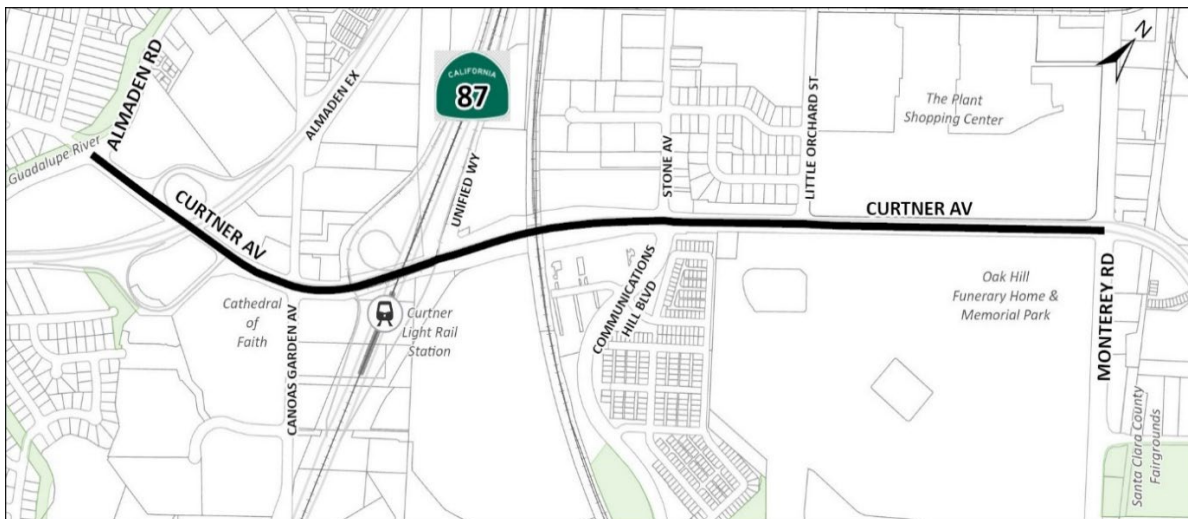 ALMADEN RD
Guadalupe River
ALMADEN EX
CALIFORNIA
87
UNIFIED WY
STONE AV
LITTLE ORCHARD ST
The Plant
Shopping Center
N
CURTNER AV
CURTNER AV
Cathedral
of
Faith
CANOAS GARDEN AV
Curtner
Light Rail
Station
COMMUNICATIONS
HILL BLVD
Oak Hill
Funerary Home &
Memorial Park
MONTEREY RD
Santa Clara County
Fairgrounds